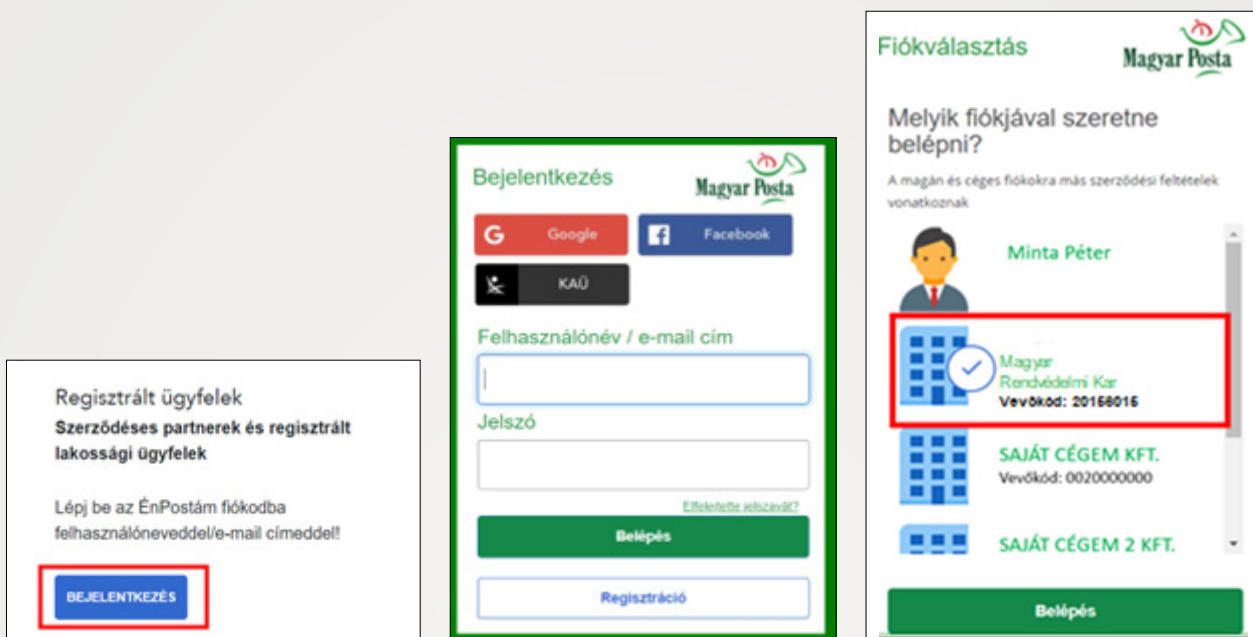 Regisztrált ügyfelek
Szerződéses partnerek és regisztrált
lakossági ügyfelek
Lépj be az ÉnPostám fiókodba
felhasználóneveddel/e-mail címeddel!
BEJELENTKEZÉS
Bejelentkezés
Magyar Posta
G Google
Facebook
KAÜ
Felhasználónév / e-mail cím
Jelszó
Elfelejtette jelszavát?
Belépés
Regisztráció
Fiókválasztás
Magyar Posta
Melyik fiókjával szeretne
belépni?
A magán és céges fiókokra más szerződési feltételek
vonatkoznak
Minta Péter
Magyar
Rendvédelmi Kar
Vevőkód: 20156015
SAJÁT CÉGEM KFT.
Vevőkód: 0020000000
SAJÁT CÉGEM 2 KFT.
Belépés